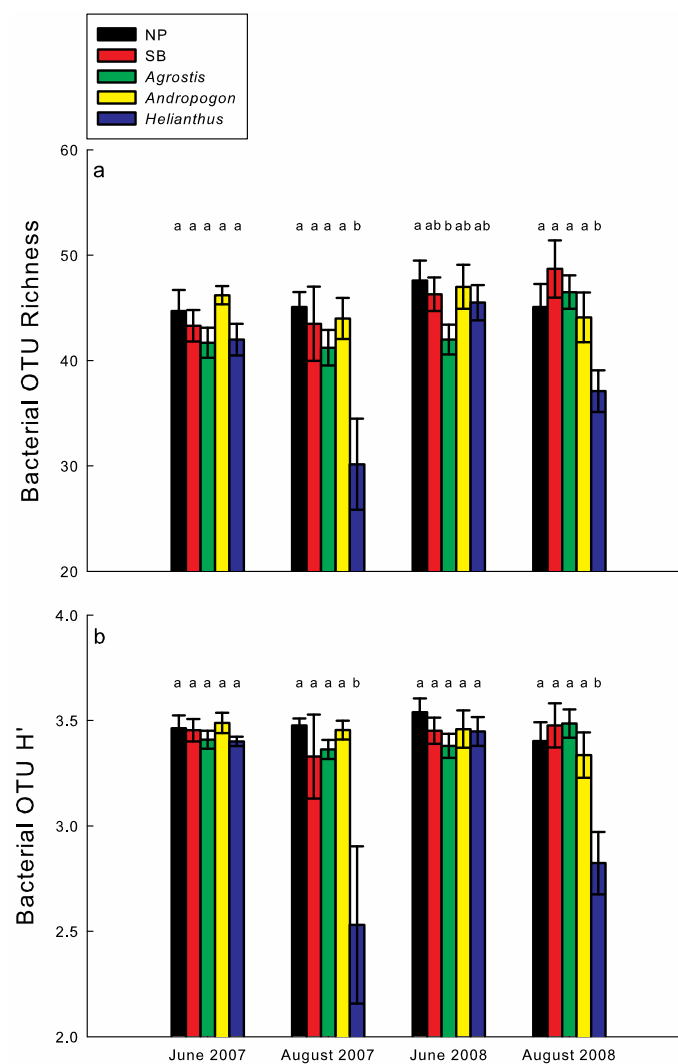 NP
SB
Agrostis
Andropogon
Helianthus
60
a
a a a a a
a a a a b
a ab b ab ab
a a a a b
50
40
30
20
Bacterial OTU Richness
4.0
b
a a a a a
a a a a b
a a a a a
a a a a b
3.5
3.0
2.5
2.0
Bacterial OTU H'
June 2007
August 2007
June 2008
August 2008